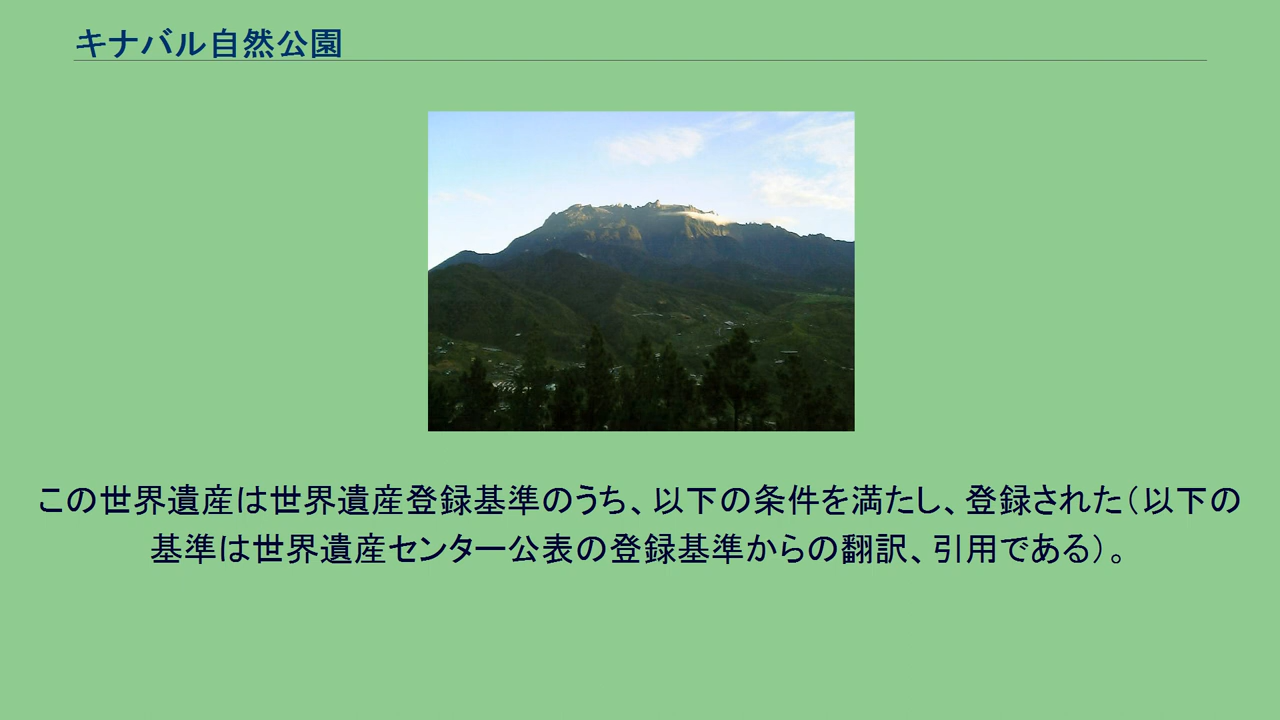 キナバル自然公園
この世界遺産は世界遺産登録基準のうち、以下の条件を満たし、登録された（以下の
基準は世界遺産センター公表の登録基準からの翻訳、引用である）。